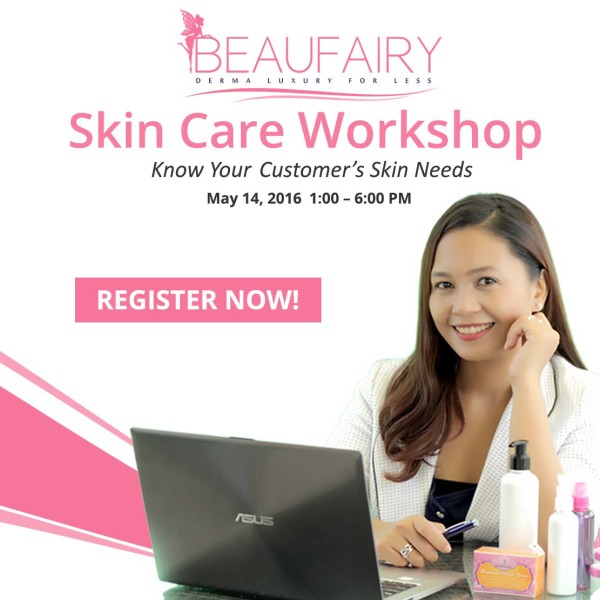 BEAUFAIRY
DERMA LUXURY FOR LESS
Skin Care Workshop
Know Your Customer's Skin Needs
May 14, 2016 1:00 – 6:00 PM
REGISTER NOW!
ASUS